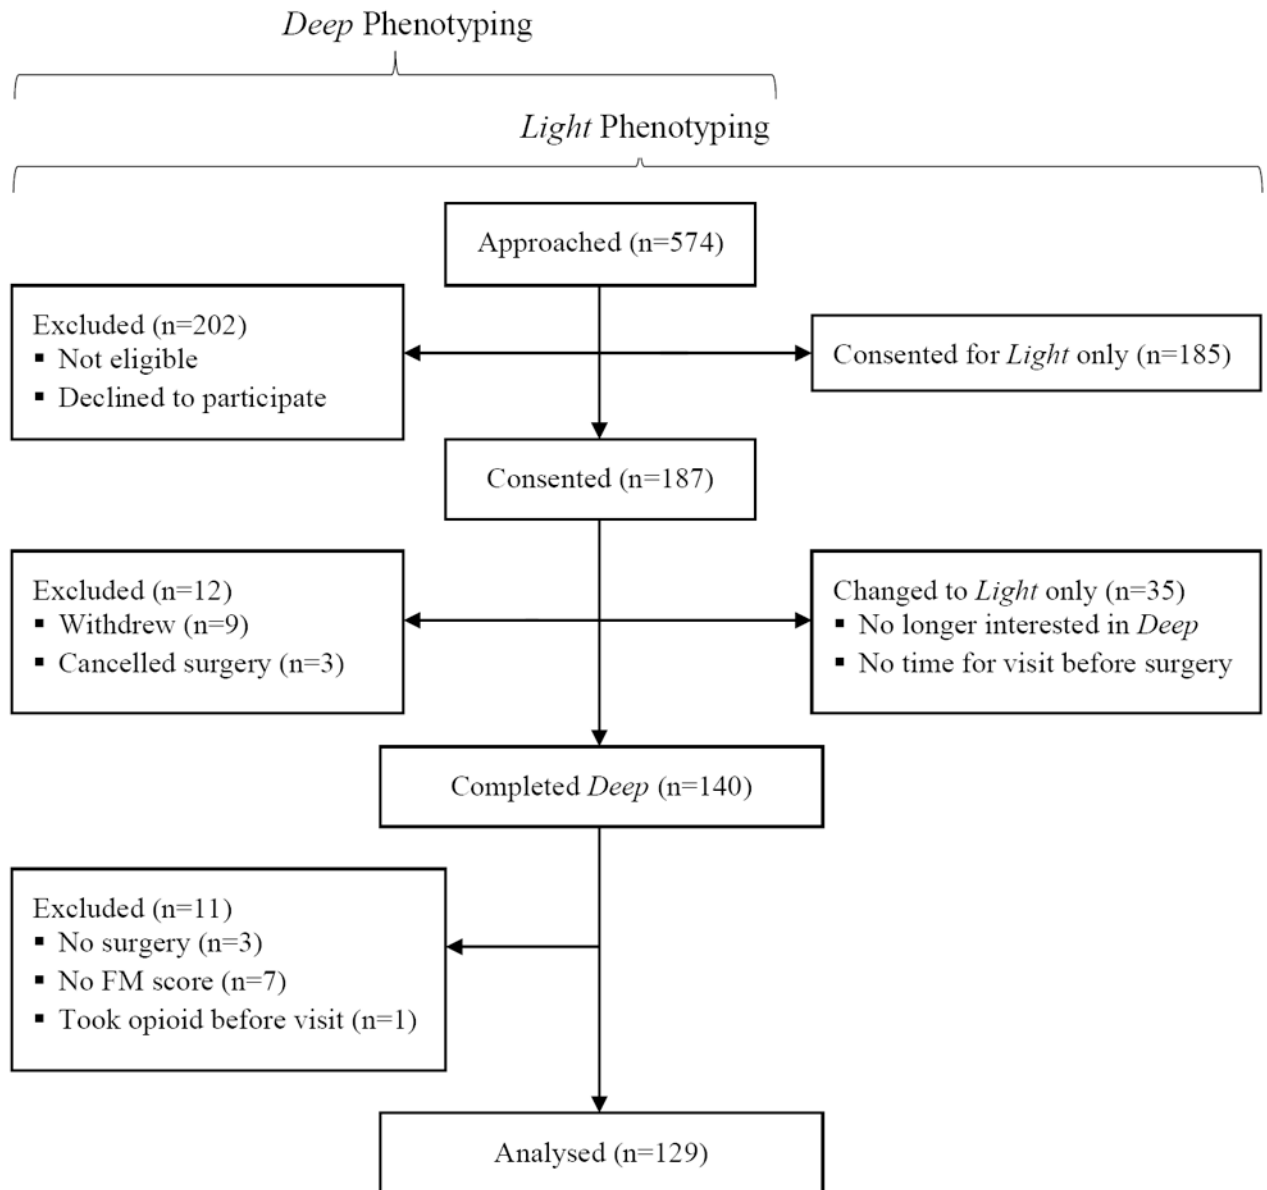 Deep Phenotyping
Light Phenotyping
Approached (n=574)
Excluded (n=202)
▪ Not eligible
▪ Declined to participate
Consented for Light only (n=185)
Consented (n=187)
Excluded (n=12)
▪ Withdrew (n=9)
▪ Cancelled surgery (n=3)
Changed to Light only (n=35)
▪ No longer interested in Deep
▪ No time for visit before surgery
Completed Deep (n=140)
Excluded (n=11)
▪ No surgery (n=3)
▪ No FM score (n=7)
▪ Took opioid before visit (n=1)
Analysed (n=129)